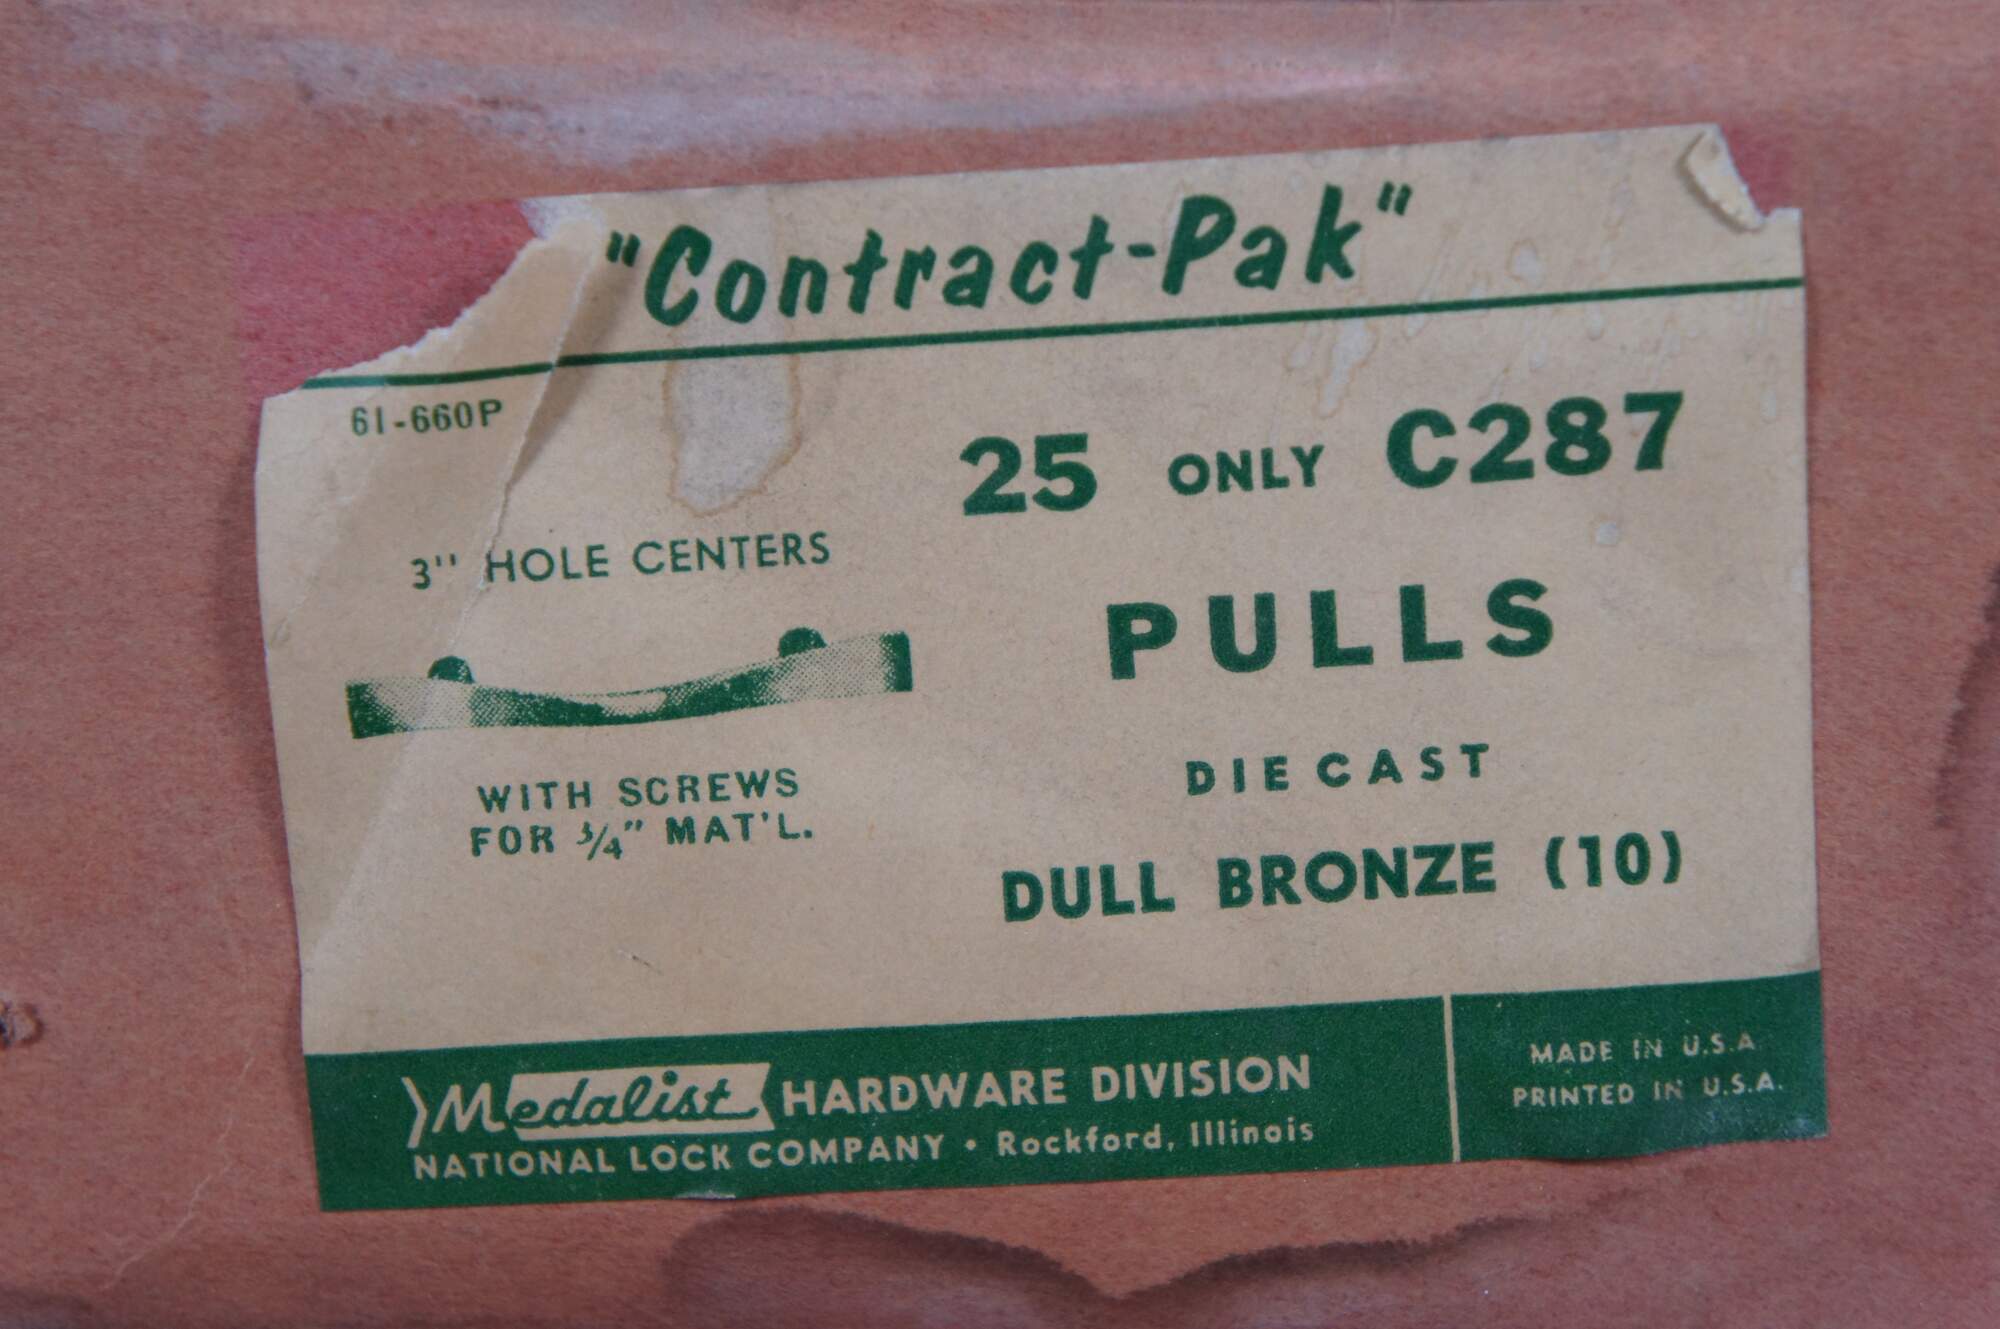 "Contract-Pak"
61-660P
25 ONLY C287
3" HOLE CENTERS
PULLS
WITH SCREWS
FOR 3/4" MAT'L.
DIE CAST
DULL BRONZE (10)
Medalist HARDWARE DIVISION
NATIONAL LOCK COMPANY • Rockford, Illinois
MADE IN U.S.A
PRINTED IN U.S.A.